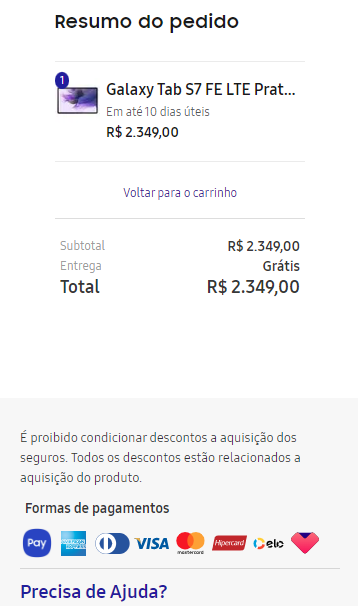 Resumo do pedido
1
Galaxy Tab S7 FE LTE Prat...
Em até 10 dias úteis
R$ 2.349,00
Voltar para o carrinho
Subtotal R$ 2.349,00
Entrega Grátis
Total R$ 2.349,00
É proibido condicionar descontos a aquisição dos
seguros. Todos os descontos estão relacionados a
aquisição do produto.
Formas de pagamentos
Pay AMERICAN EXPRESS VISA mastercard Hipercard elo
Precisa de Ajuda?